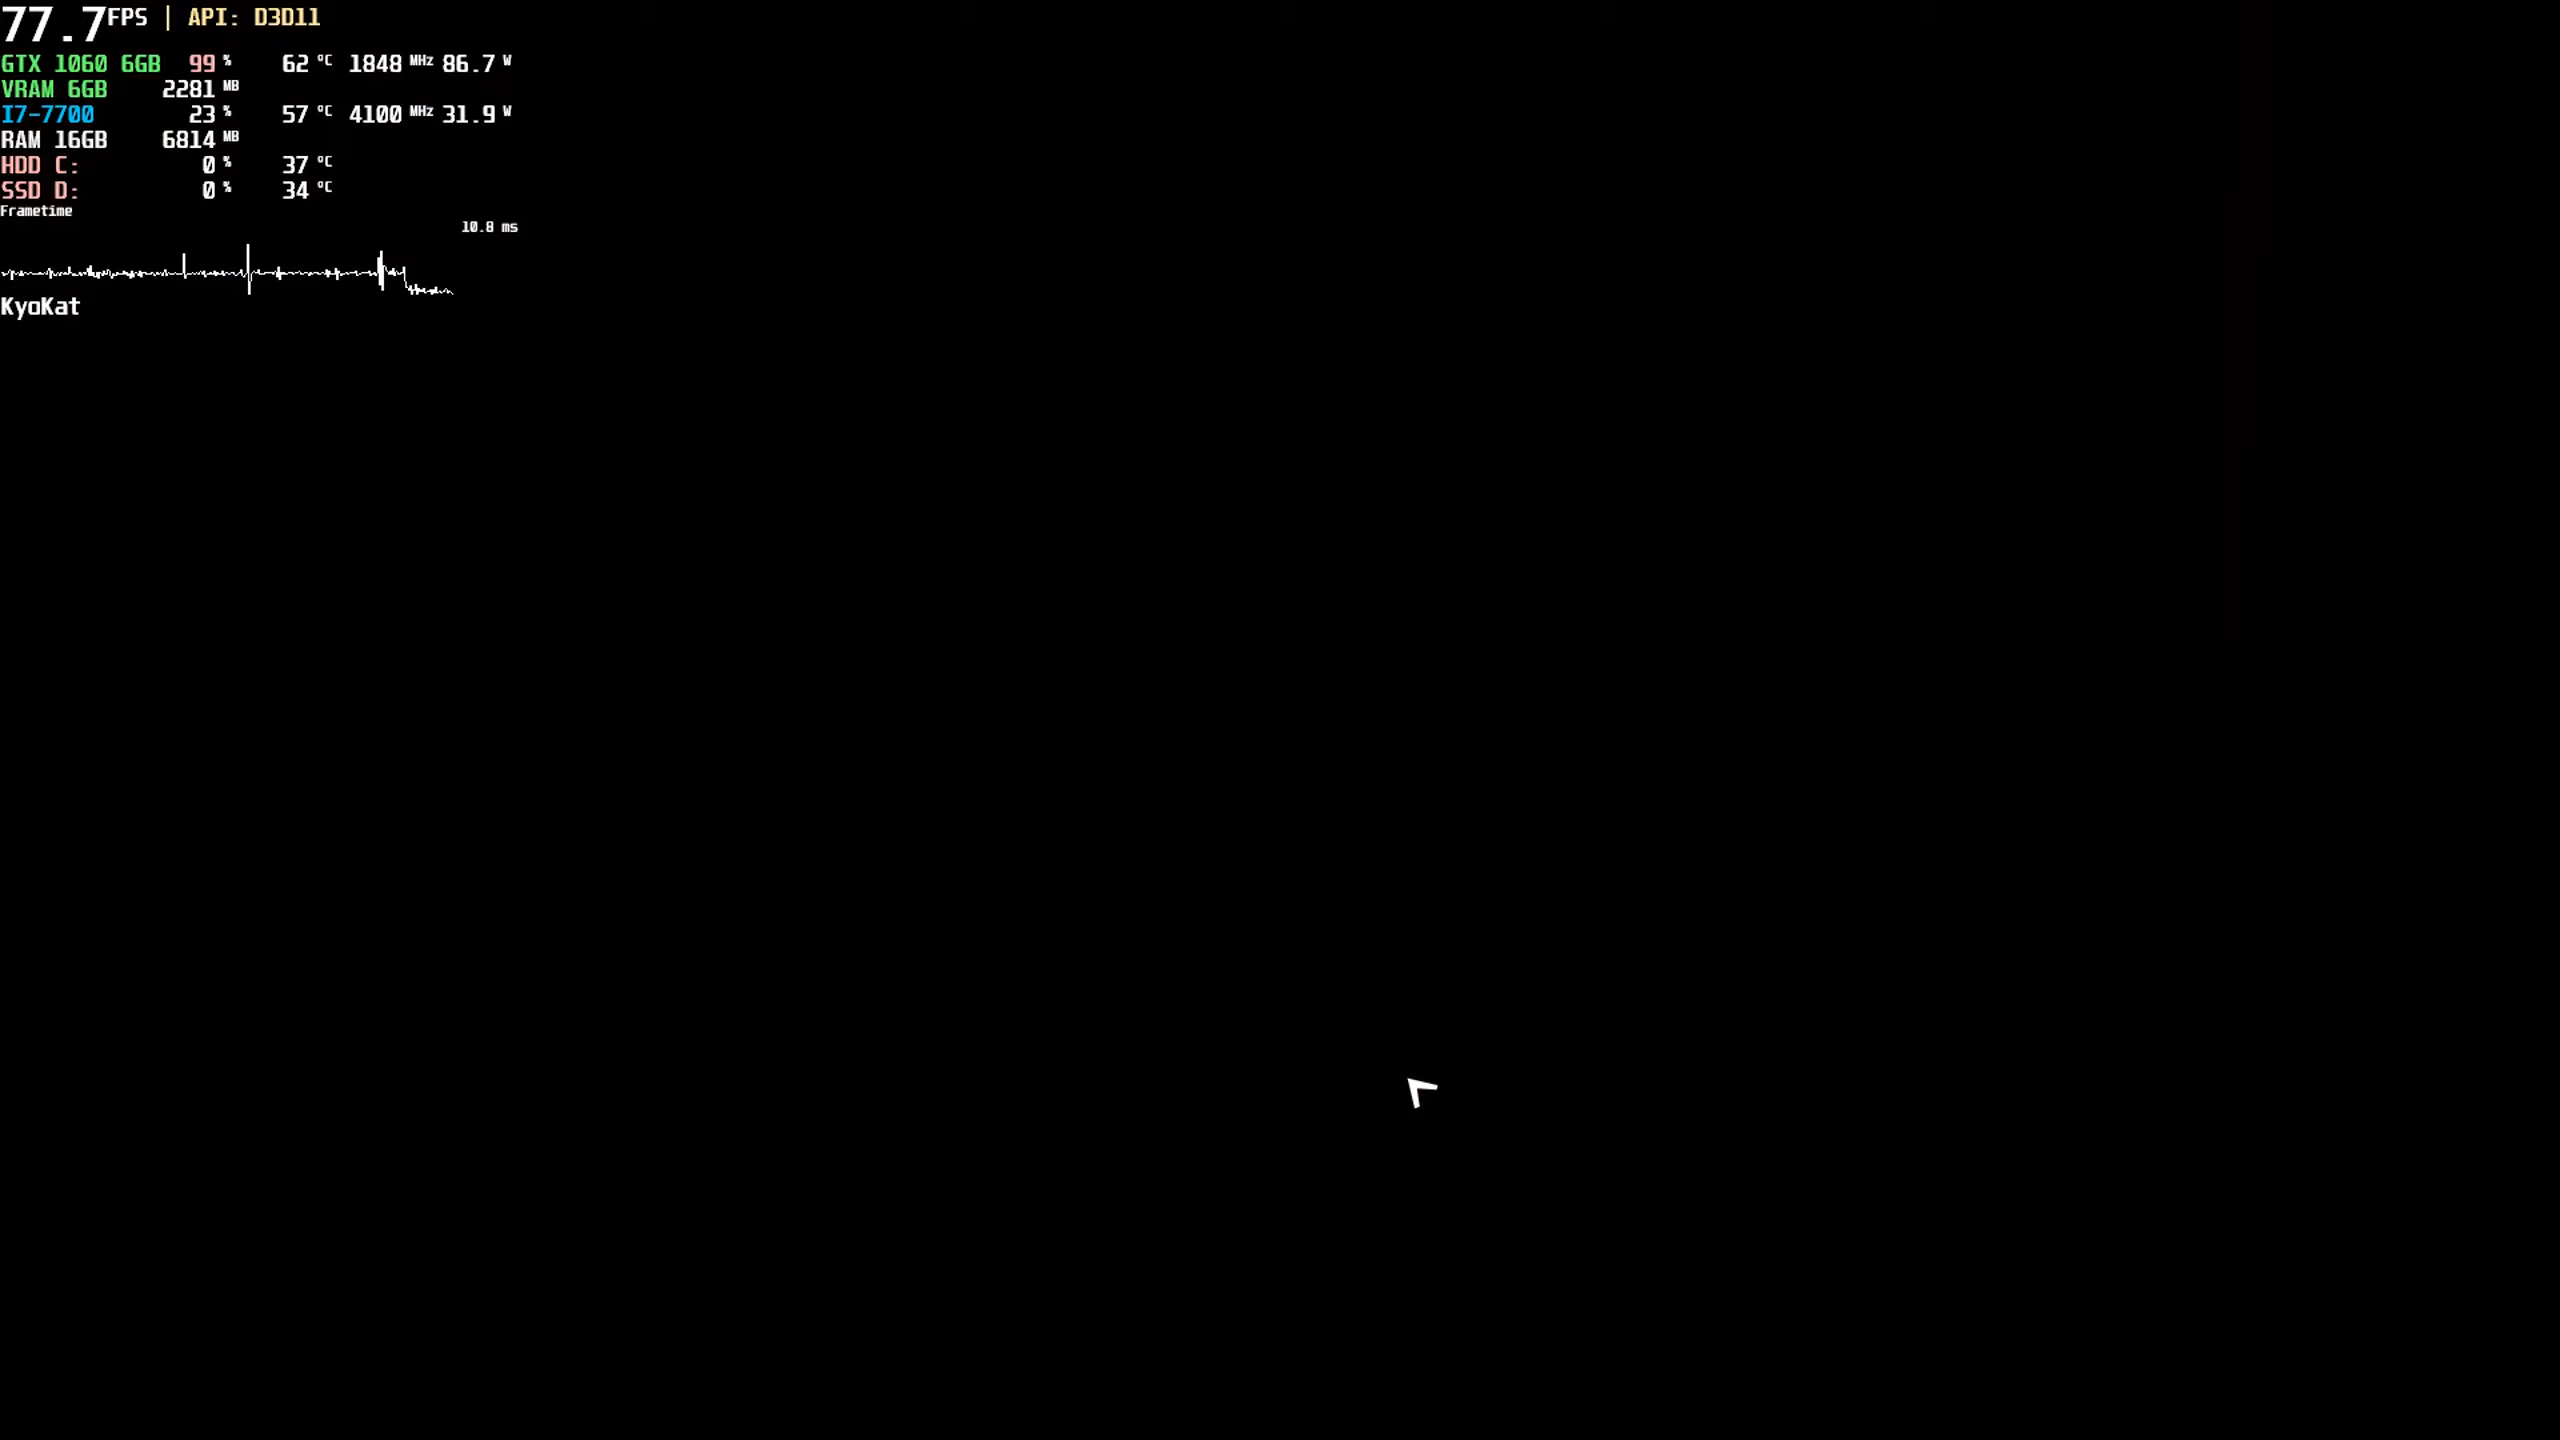 77.7FPS | API: D3D11
GTX 1060 6GB 99 % 62 °C 1848 MHz 86.7 W
VRAM 6GB 2281 MB
I7-7700 23 % 57 °C 4100 MHz 31.9 W
RAM 16GB 6814 MB
HDD C: 0 % 37 °C
SSD D: 0 % 34 °C
Frametime
10.8 ms
KyoKat